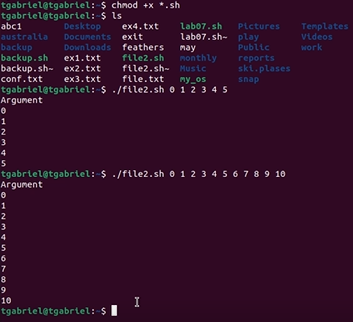 tgabriel@tgabriel:~$ chmod +x *.sh
tgabriel@tgabriel:~$ ls
abc1 Desktop ex4.txt lab07.sh Pictures Templates
australia Documents exit lab07.sh~ play Videos
backup Downloads feathers may Public work
backup.sh ex1.txt file2.sh monthly reports
backup.sh~ ex2.txt file2.sh~ Music ski.plases
conf.txt ex3.txt file.txt my_os snap
tgabriel@tgabriel:~$ ./file2.sh 0 1 2 3 4 5
Argument
0
1
2
3
4
5
tgabriel@tgabriel:~$ ./file2.sh 0 1 2 3 4 5 6 7 8 9 10
Argument
0
1
2
3
4
5
6
7
8
9
10
tgabriel@tgabriel:~$